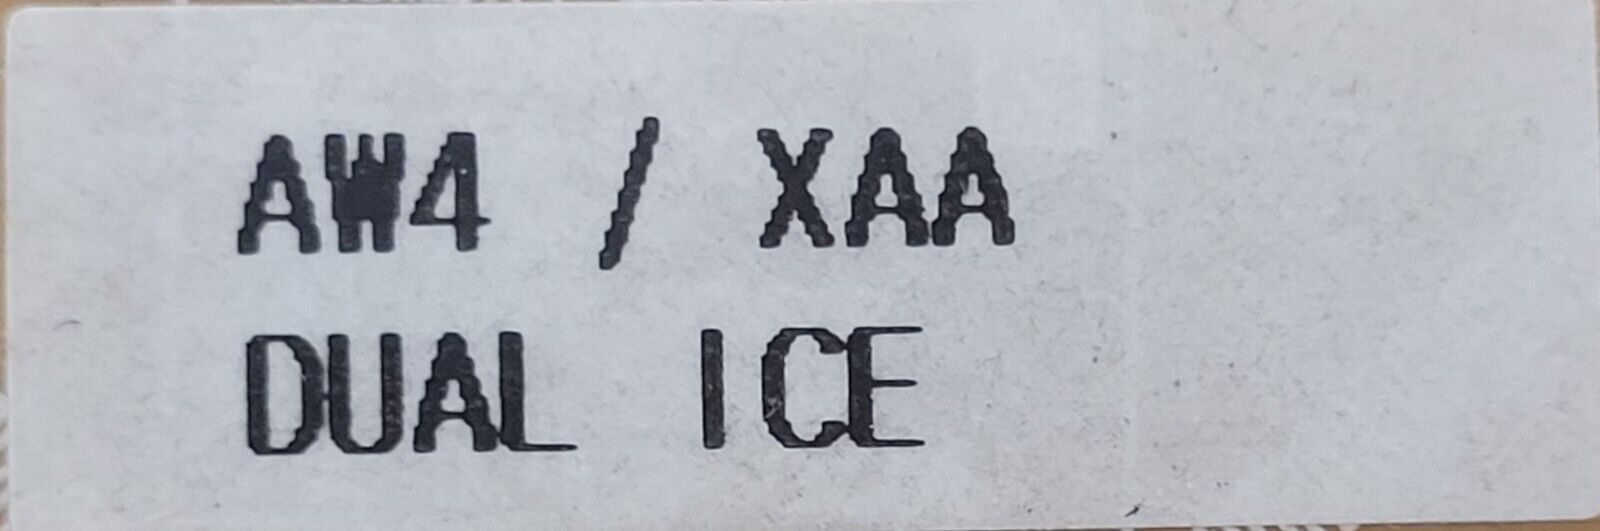 AW4 / XAA
DUAL ICE